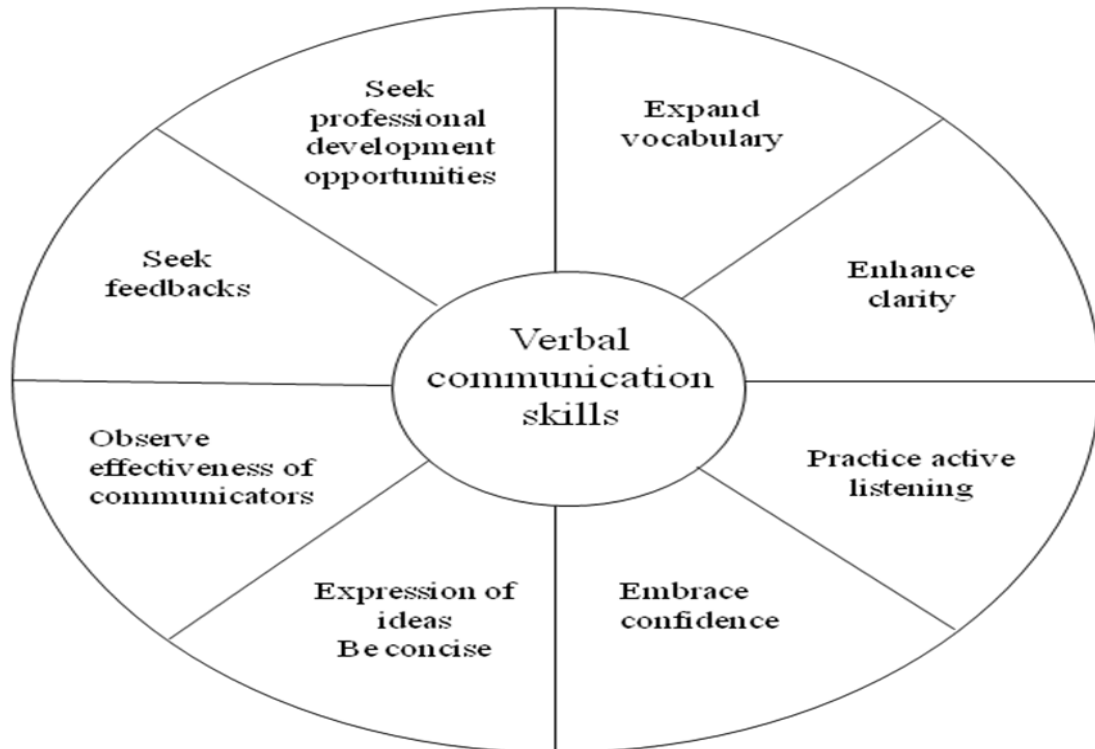 Seek
professional
development
opportunities
Expand
vocabulary
Seek
feedbacks
Enhance
clarity
Verbal
communication
skills
Observe
effectiveness of
communicators
Practice active
listening
Expression of
ideas
Be concise
Embrace
confidence